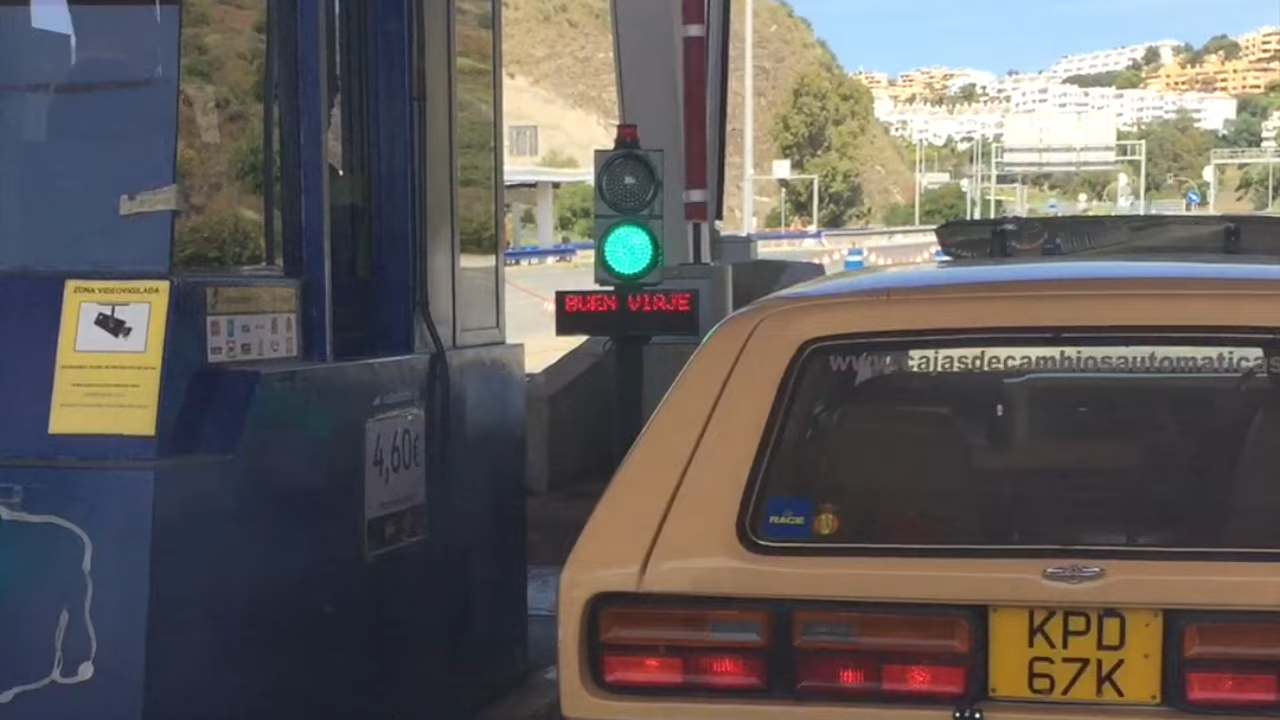 ZONA VIDEOVIGILADA
BUEN VIAJE
4,60€
www.cajasdecambiosautomaticas
RACE
KPD
67K